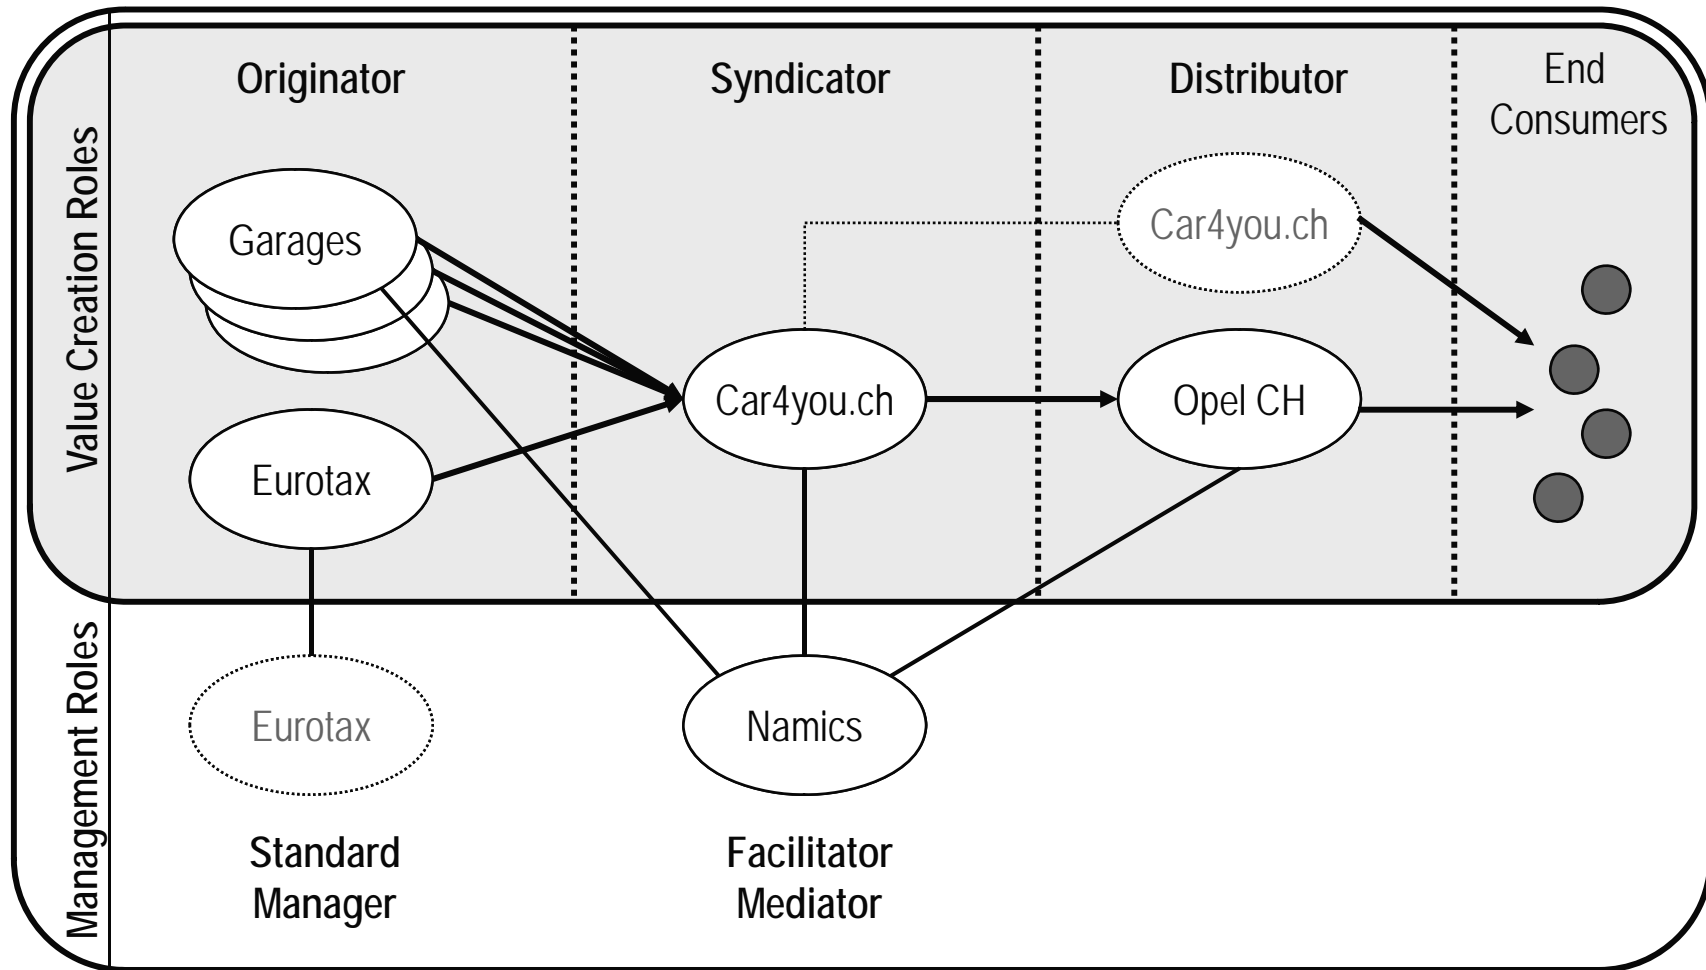 Originator
Syndicator
Distributor
End
Consumers
Value Creation Roles
Garages
Car4you.ch
Car4you.ch
Opel CH
Eurotax
Management Roles
Eurotax
Namics
Standard
Manager
Facilitator
Mediator